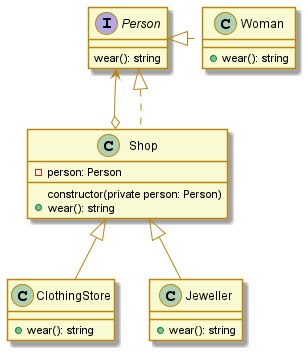 I Person
wear(): string
C Woman
wear(): string
C Shop
person: Person
constructor(private person: Person)
wear(): string
C ClothingStore
wear(): string
C Jeweller
wear(): string